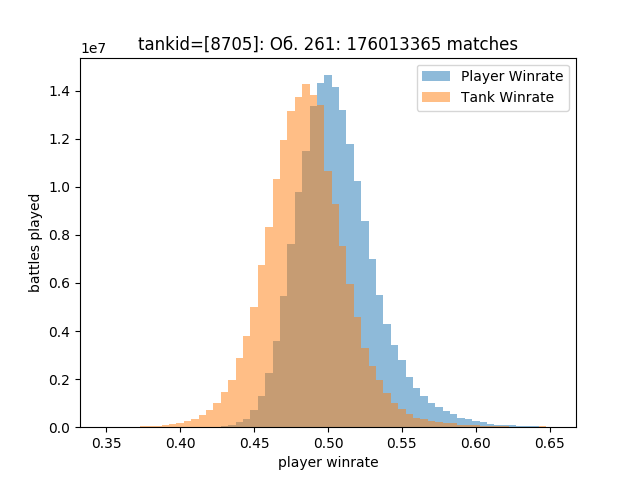 tankid=[8705]: Об. 261: 176013365 matches
1e7
Player Winrate
Tank Winrate
1.4
1.2
1.0
0.8
0.6
0.4
0.2
0.0
battles played
0.35 0.40 0.45 0.50 0.55 0.60 0.65
player winrate